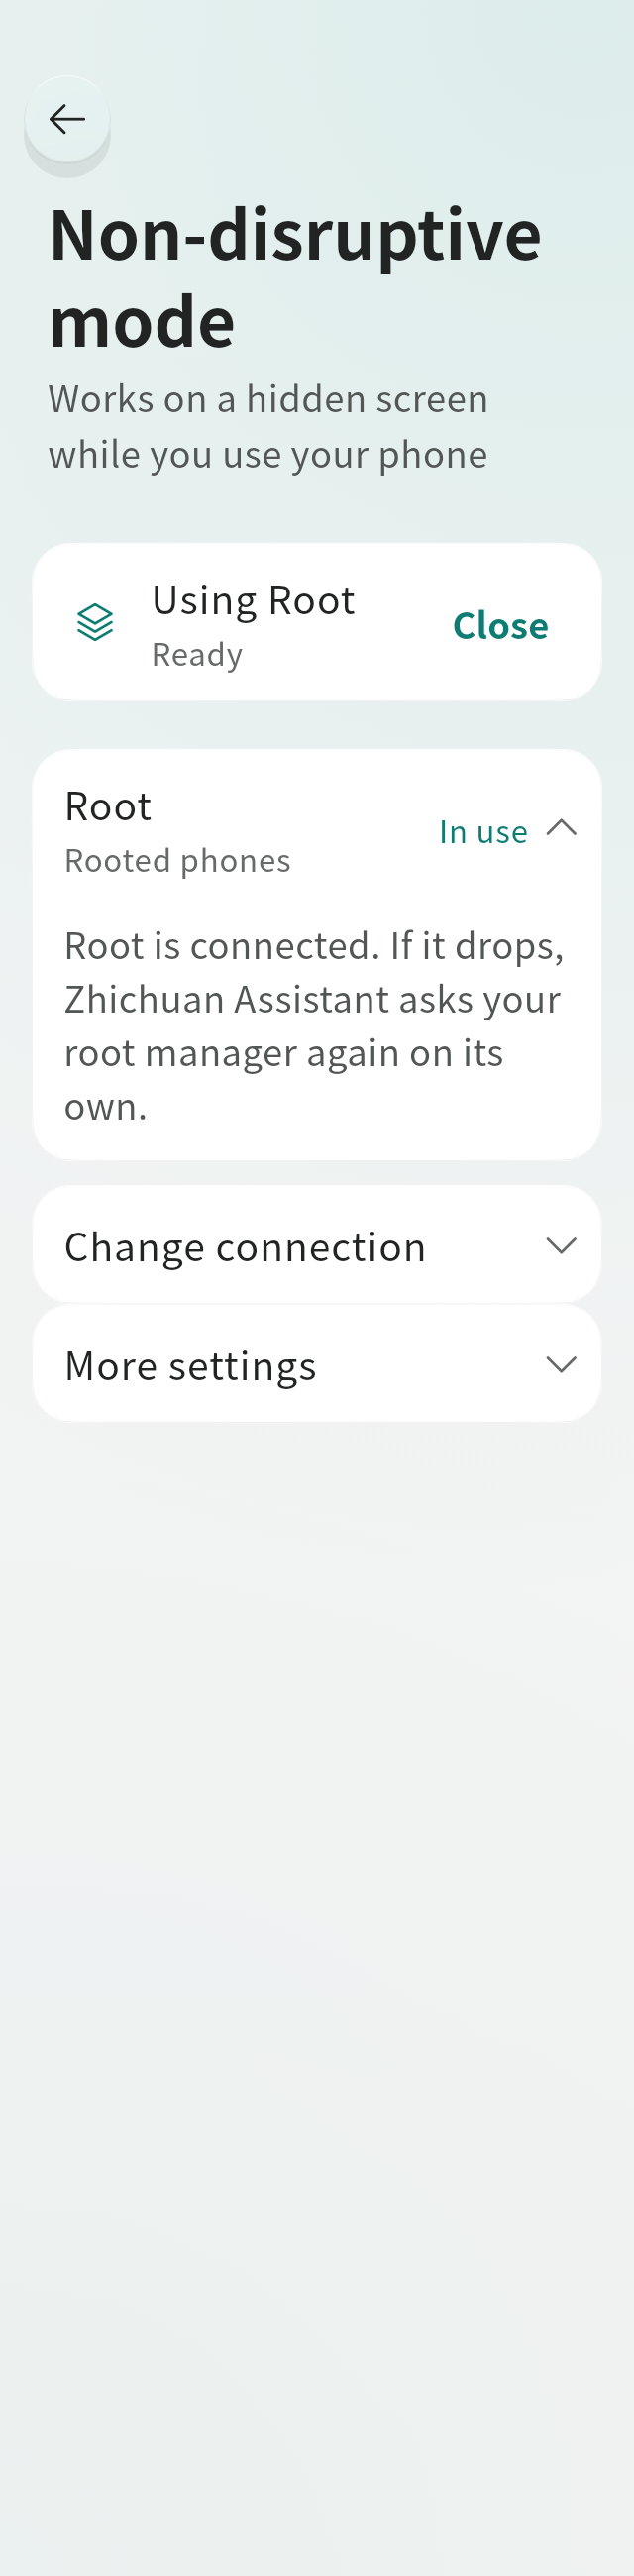 Non-disruptive
mode
Works on a hidden screen
while you use your phone
Using Root
Ready
Close
Root
Rooted phones
In use
Root is connected. If it drops,
Zhichuan Assistant asks your
root manager again on its
own.
Change connection
More settings